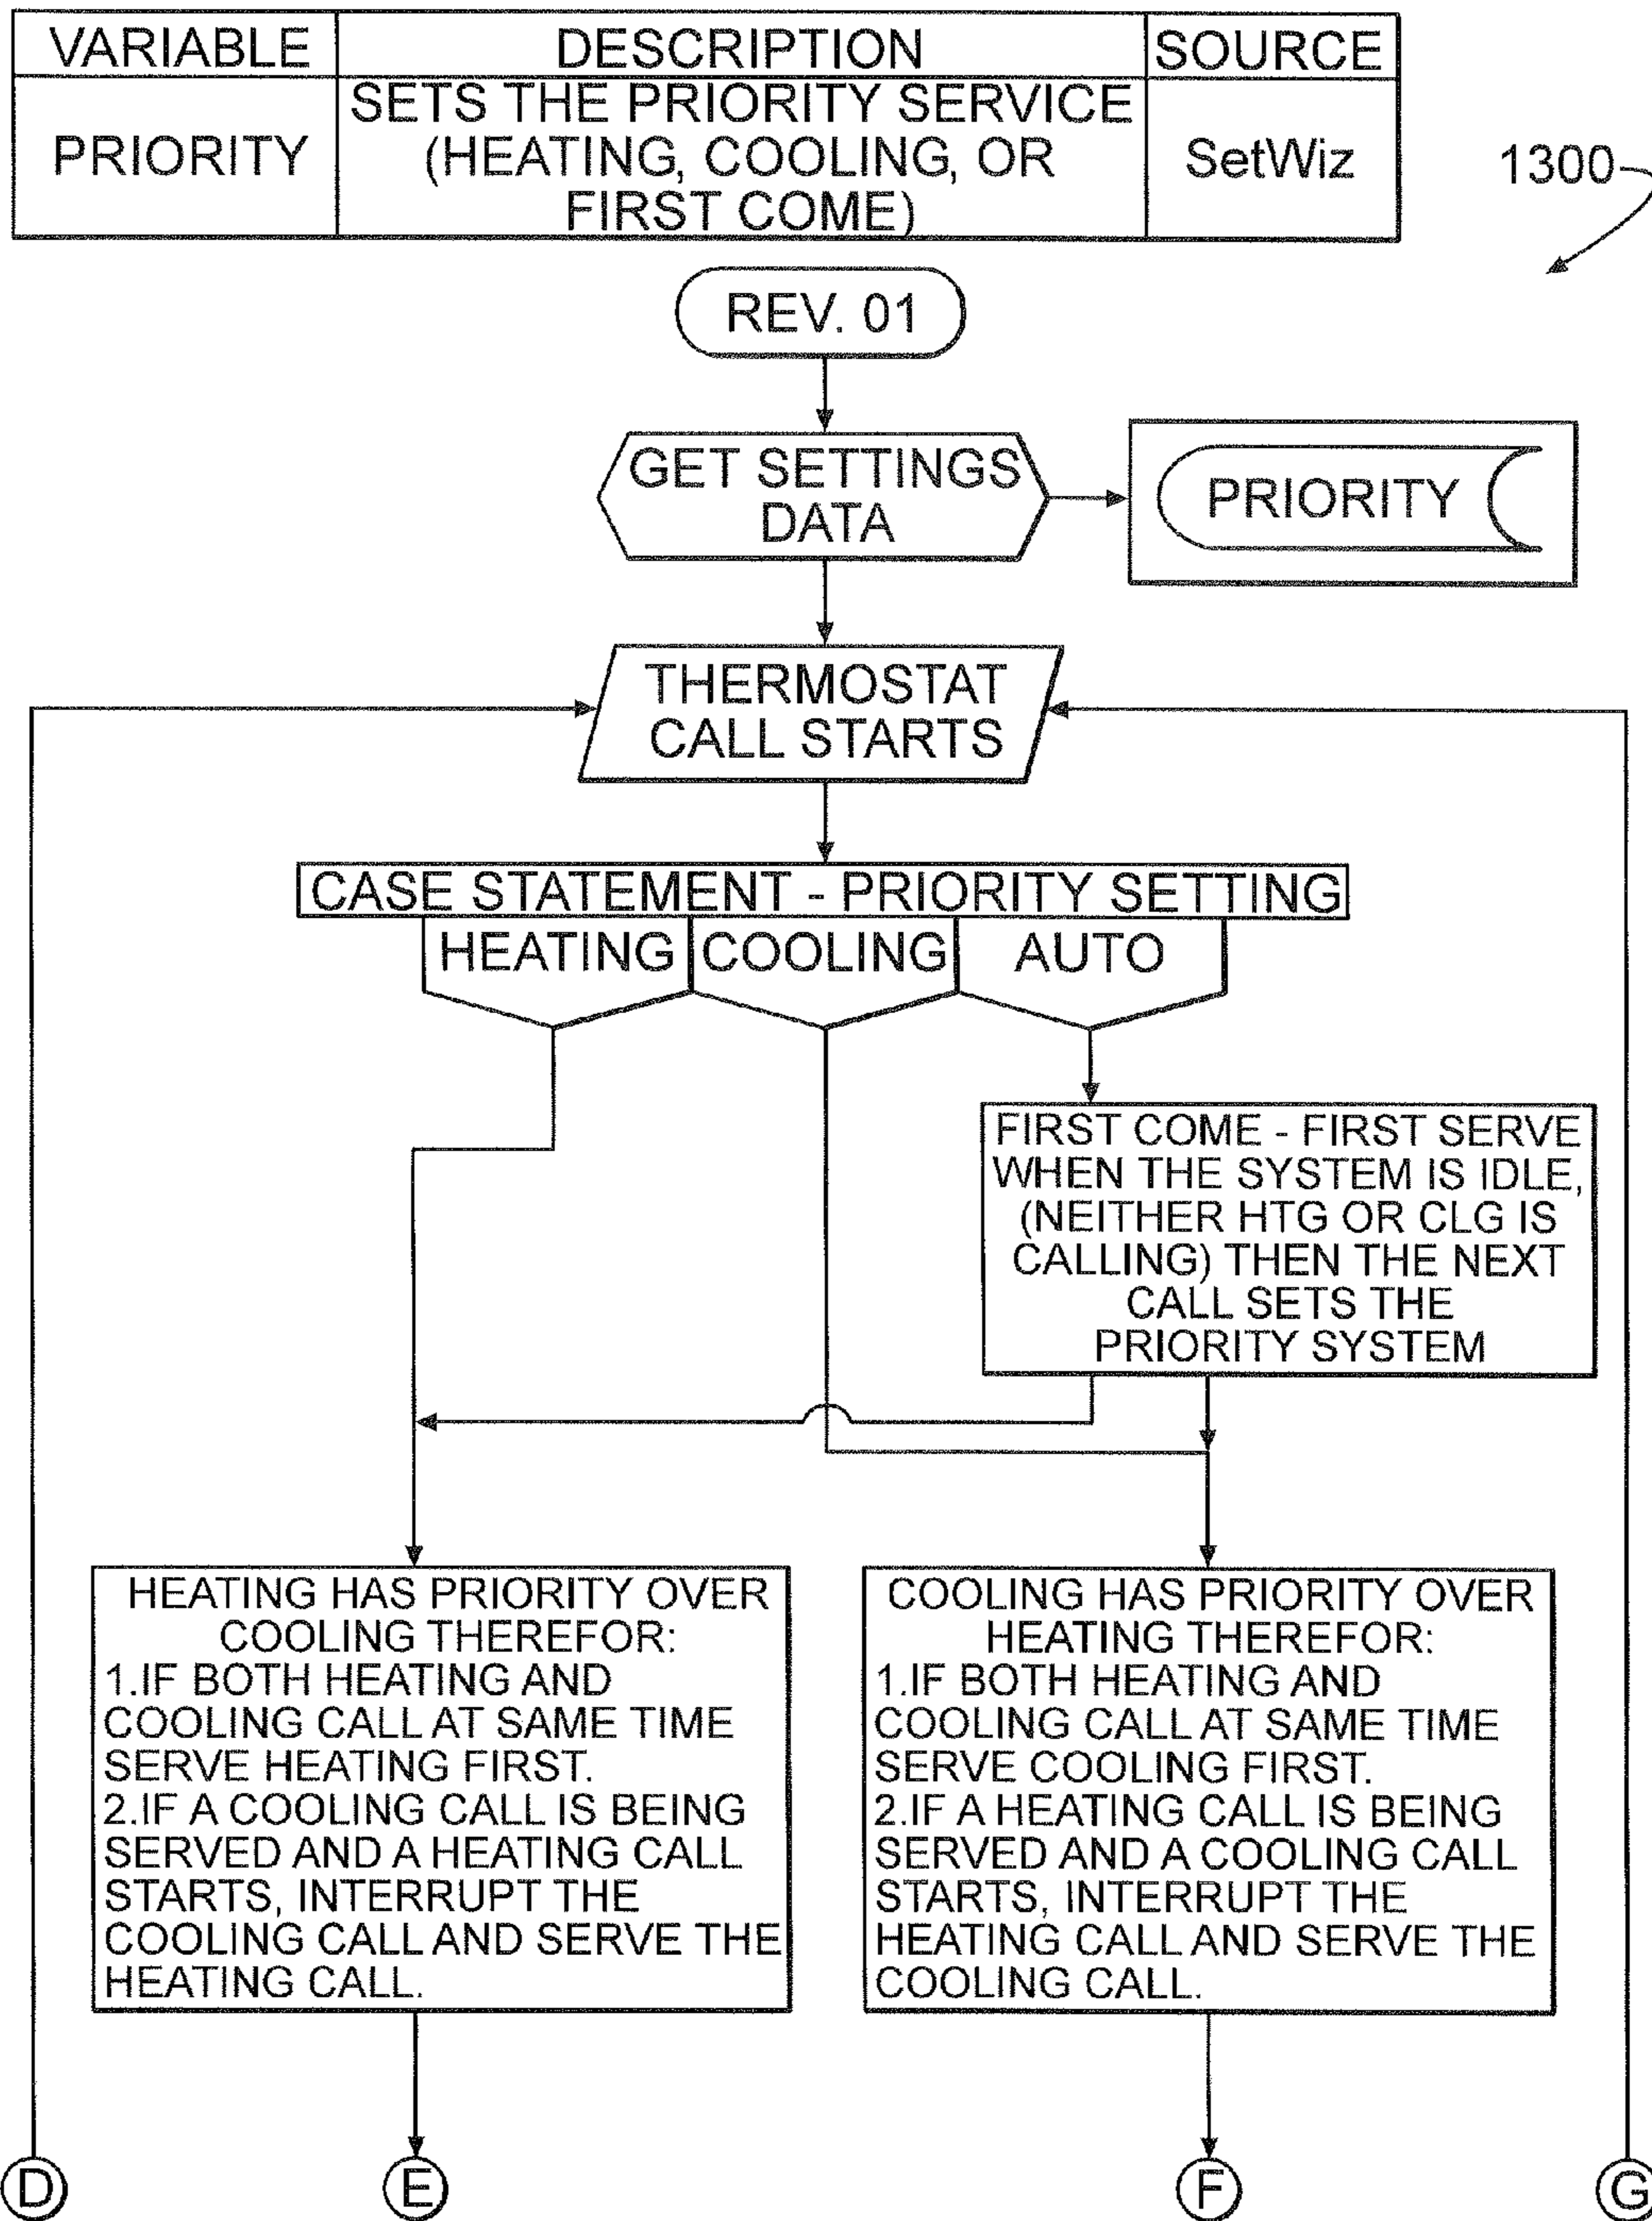 VARIABLE DESCRIPTION SOURCE
PRIORITY SETS THE PRIORITY SERVICE (HEATING, COOLING, OR FIRST COME) SetWiz
1300
REV. 01
GET SETTINGS
DATA
PRIORITY
THERMOSTAT
CALL STARTS
CASE STATEMENT - PRIORITY SETTING
HEATING COOLING AUTO
FIRST COME - FIRST SERVE
WHEN THE SYSTEM IS IDLE,
(NEITHER HTG OR CLG IS
CALLING) THEN THE NEXT
CALL SETS THE
PRIORITY SYSTEM
HEATING HAS PRIORITY OVER
COOLING THEREFOR:
1.IF BOTH HEATING AND
COOLING CALL AT SAME TIME
SERVE HEATING FIRST.
2.IF A COOLING CALL IS BEING
SERVED AND A HEATING CALL
STARTS, INTERRUPT THE
COOLING CALL AND SERVE THE
HEATING CALL.
COOLING HAS PRIORITY OVER
HEATING THEREFOR:
1.IF BOTH HEATING AND
COOLING CALL AT SAME TIME
SERVE COOLING FIRST.
2.IF A HEATING CALL IS BEING
SERVED AND A COOLING CALL
STARTS, INTERRUPT THE
HEATING CALL AND SERVE THE
COOLING CALL.
D E F G